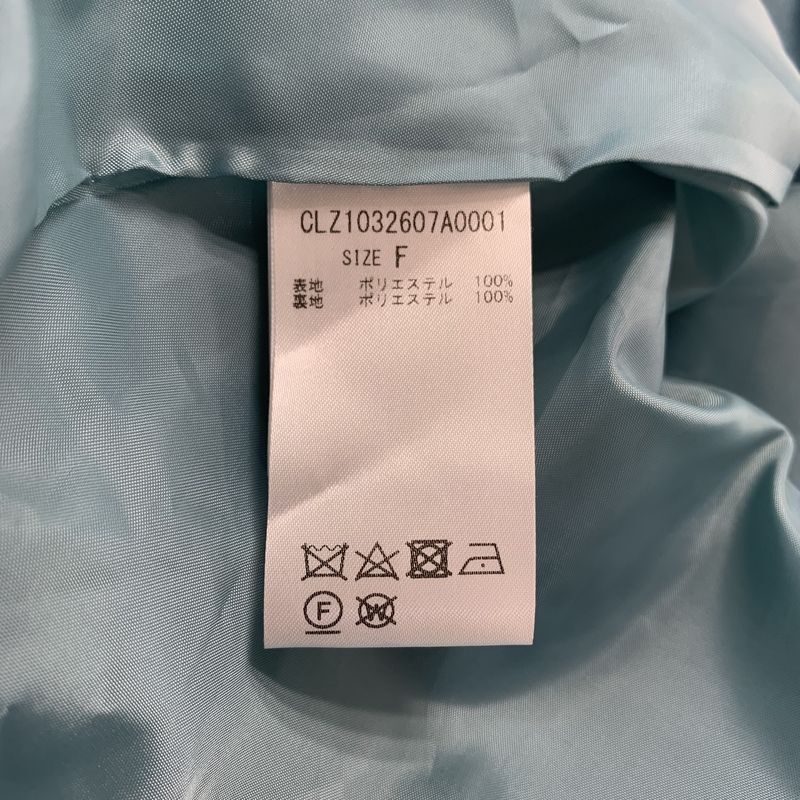 CLZ1032607A0001
SIZE F
表地 ポリエステル 100%
裏地 ポリエステル 100%
F W